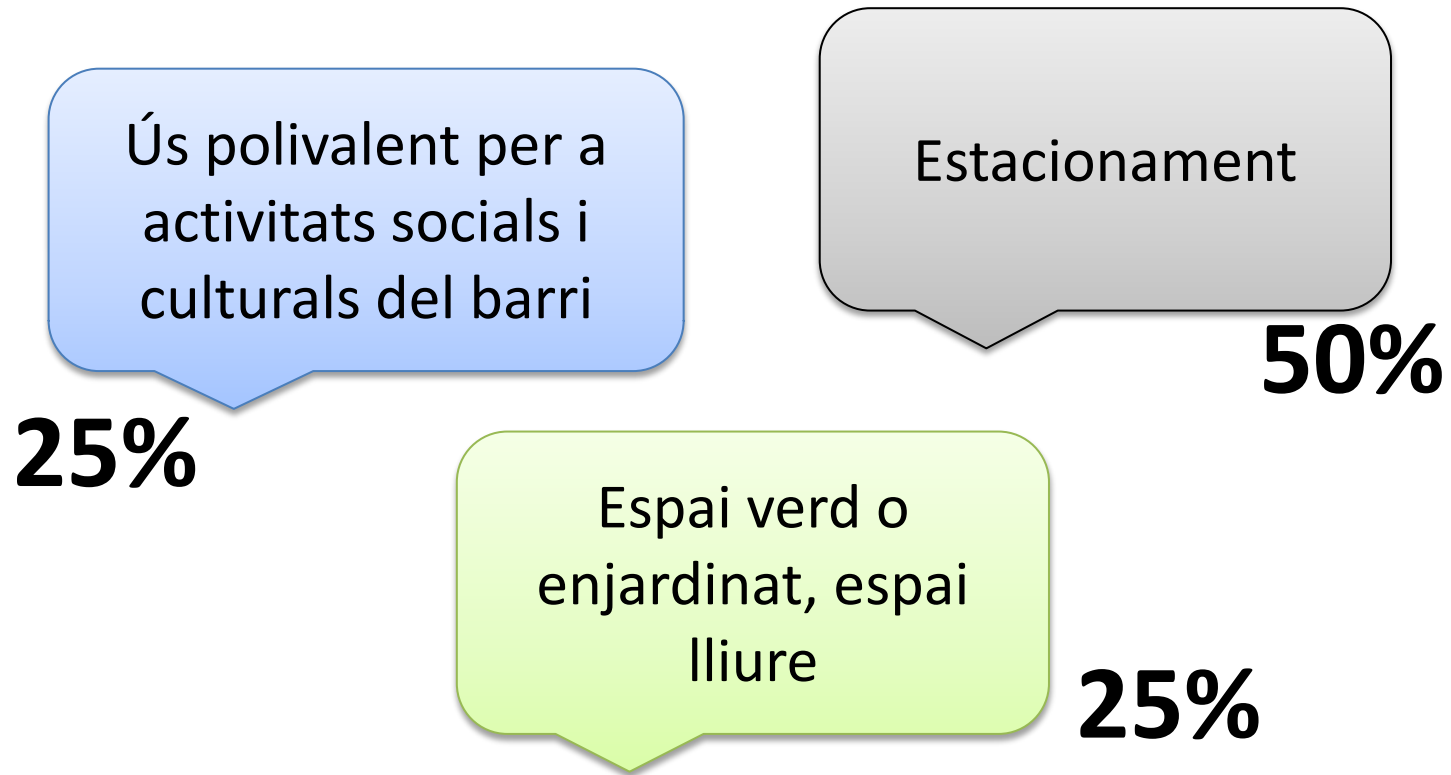 Ús polivalent per a
activitats socials i
culturals del barri
25%
Estacionament
50%
Espai verd o
enjardinat, espai
lliure
25%